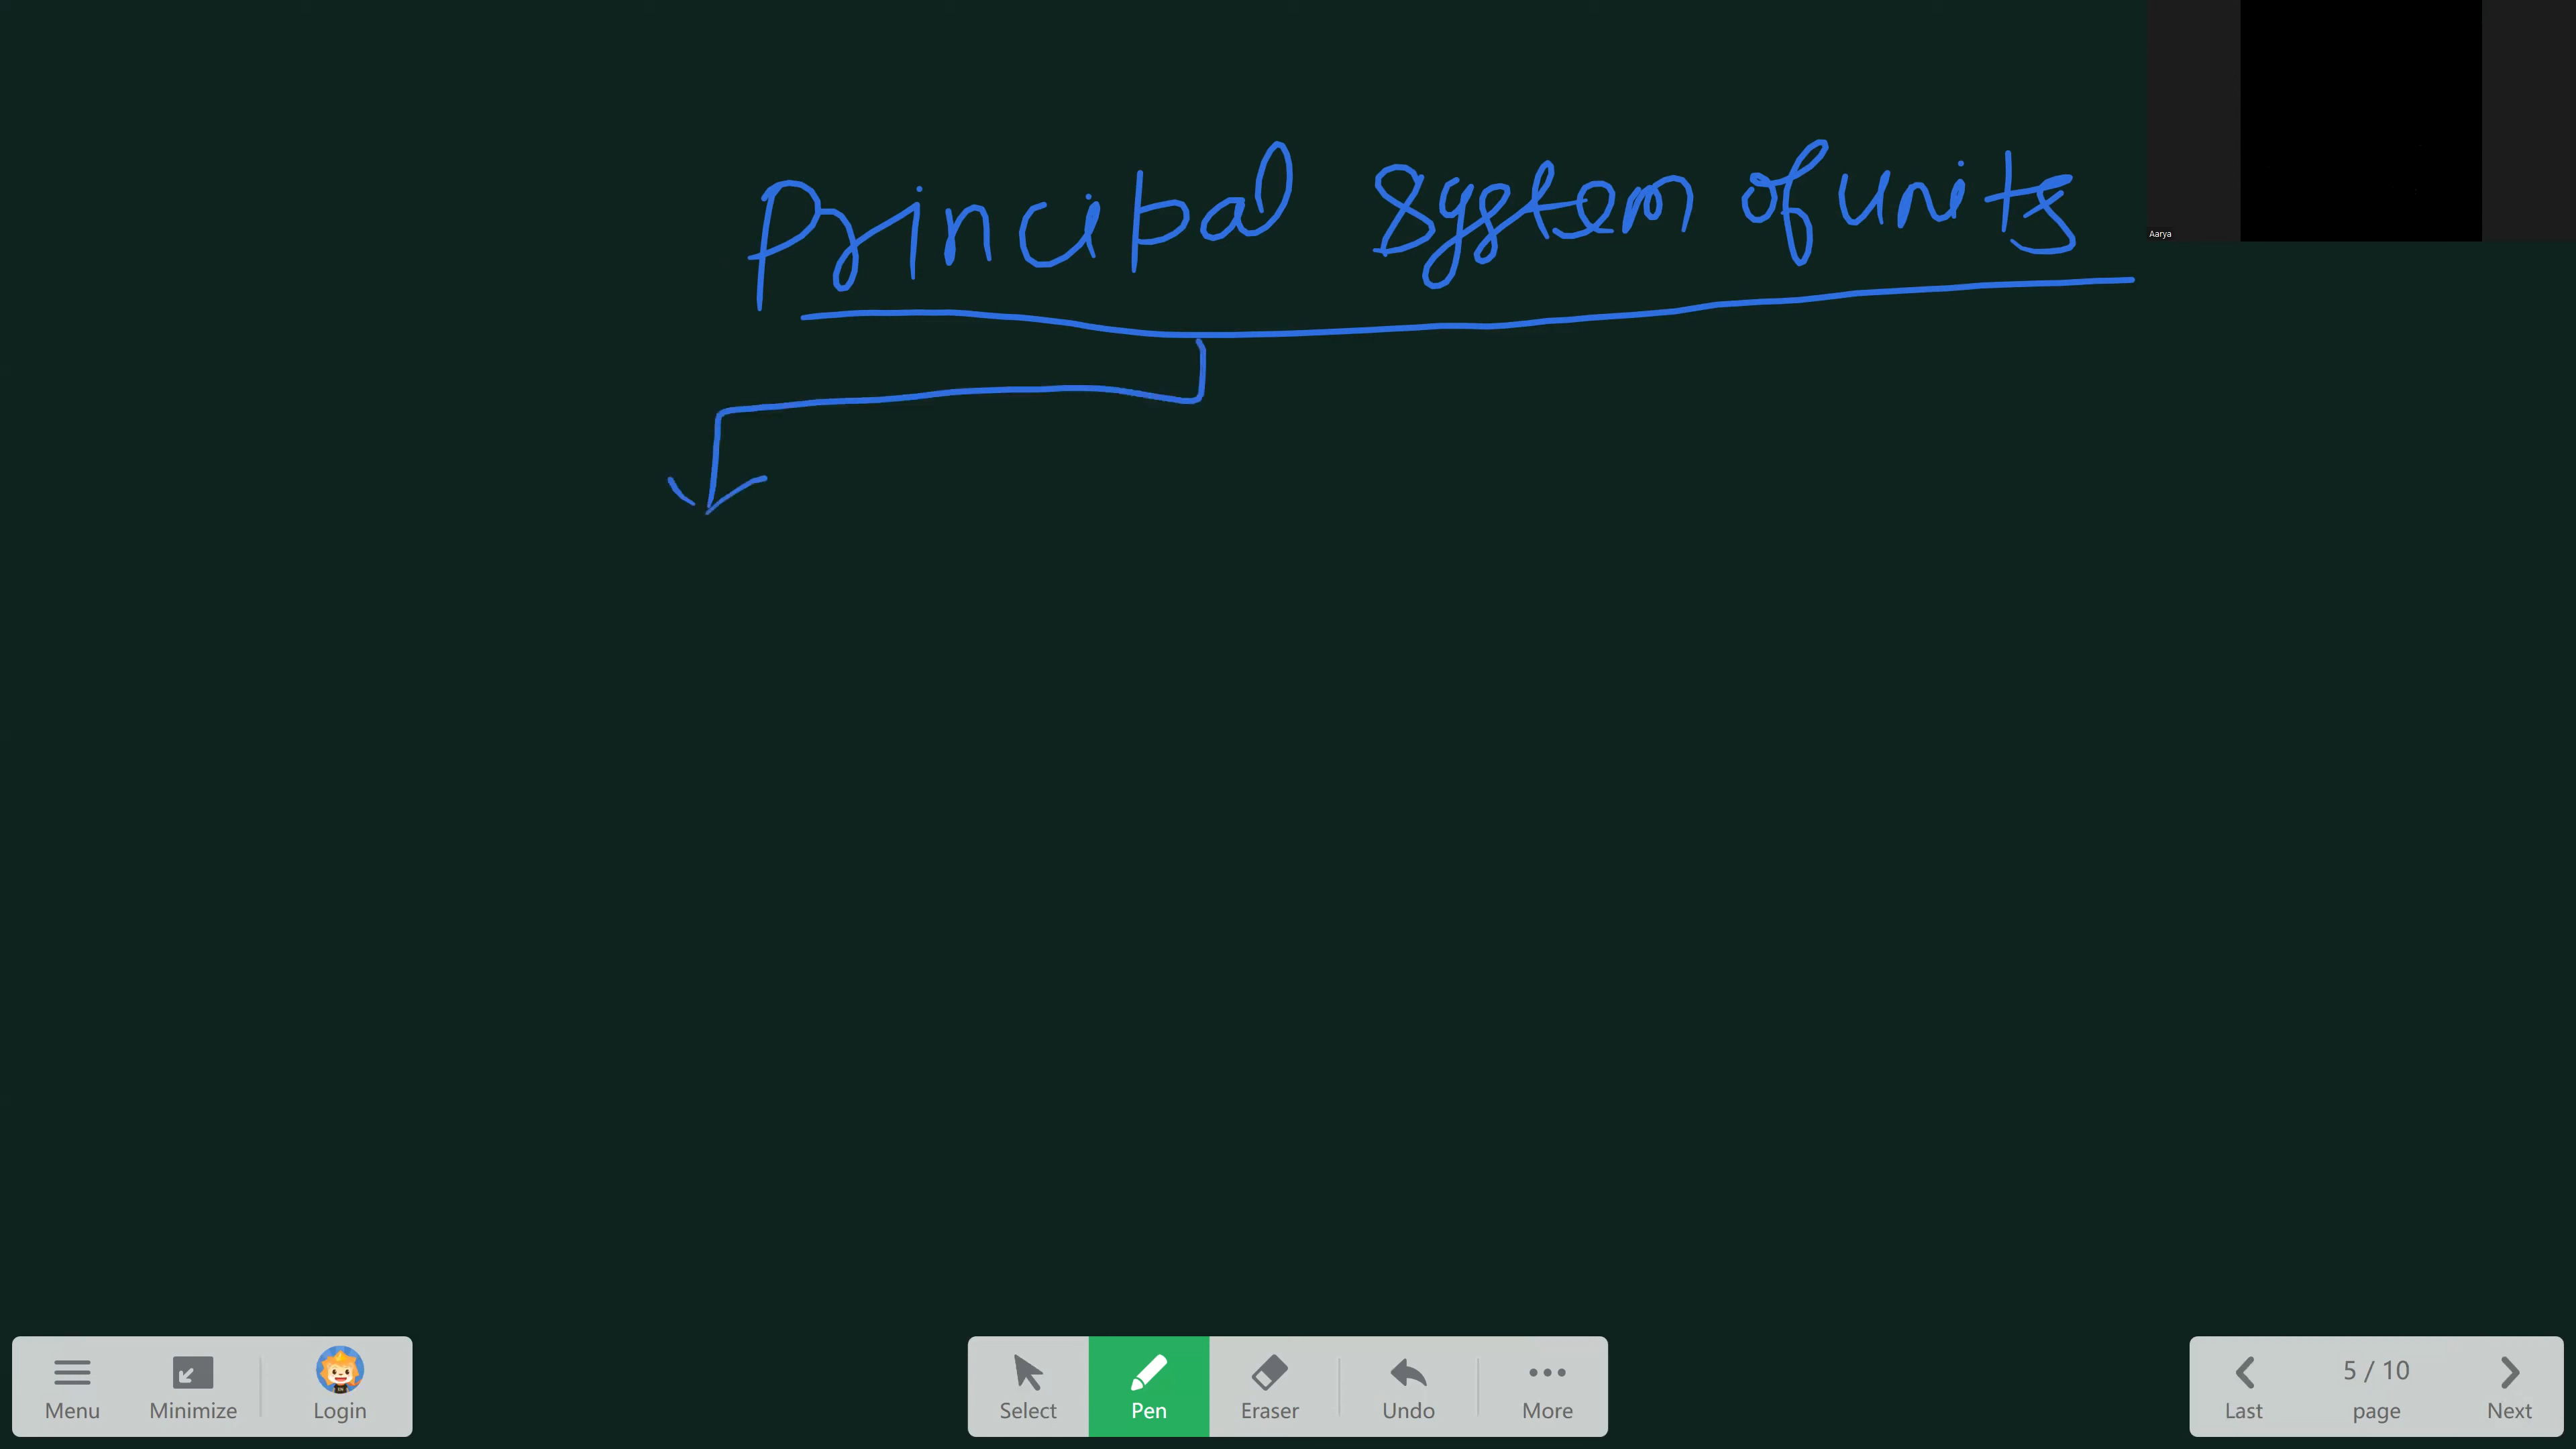 Principal System of units
Aarya
Menu Minimize Login Select Pen Eraser Undo More Last 5 / 10 page Next